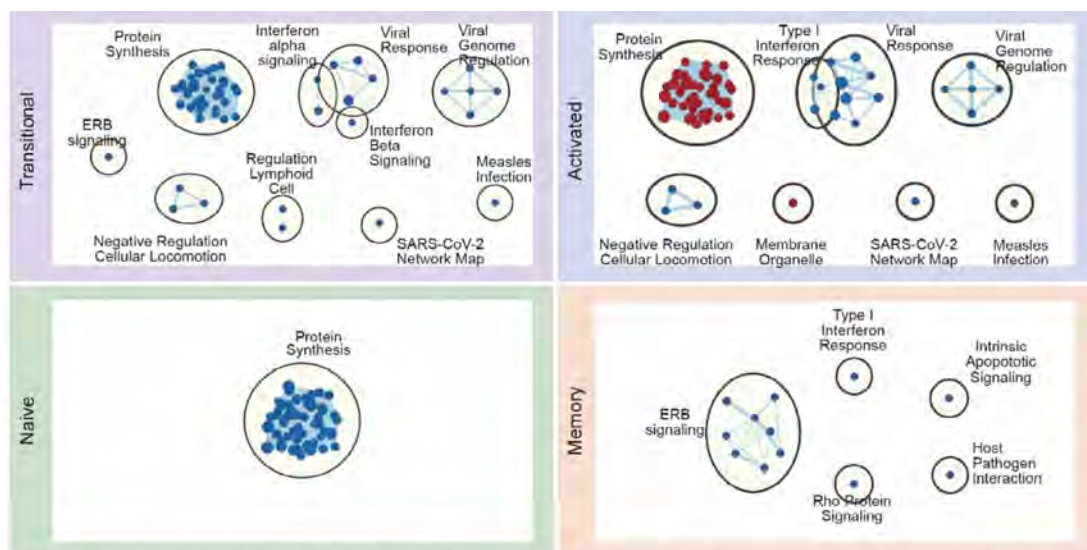 Transitional
Protein
Synthesis
Interferon
alpha
signaling
Viral
Response
Viral
Genome
Regulation
ERB
signaling
Regulation
Lymphoid
Cell
Interferon
Beta
Signaling
Measles
Infection
Negative Regulation
Cellular Locomotion
SARS-CoV-2
Network Map
Activated
Protein
Synthesis
Type I
Interferon
Response
Viral
Response
Viral
Genome
Regulation
Negative Regulation
Cellular Locomotion
Membrane
Organelle
SARS-CoV-2
Network Map
Measles
Infection
Naive
Protein
Synthesis
Memory
Type I
Interferon
Response
Intrinsic
Apopototic
Signaling
ERB
signaling
Host
Pathogen
Interaction
Rho Protein
Signaling